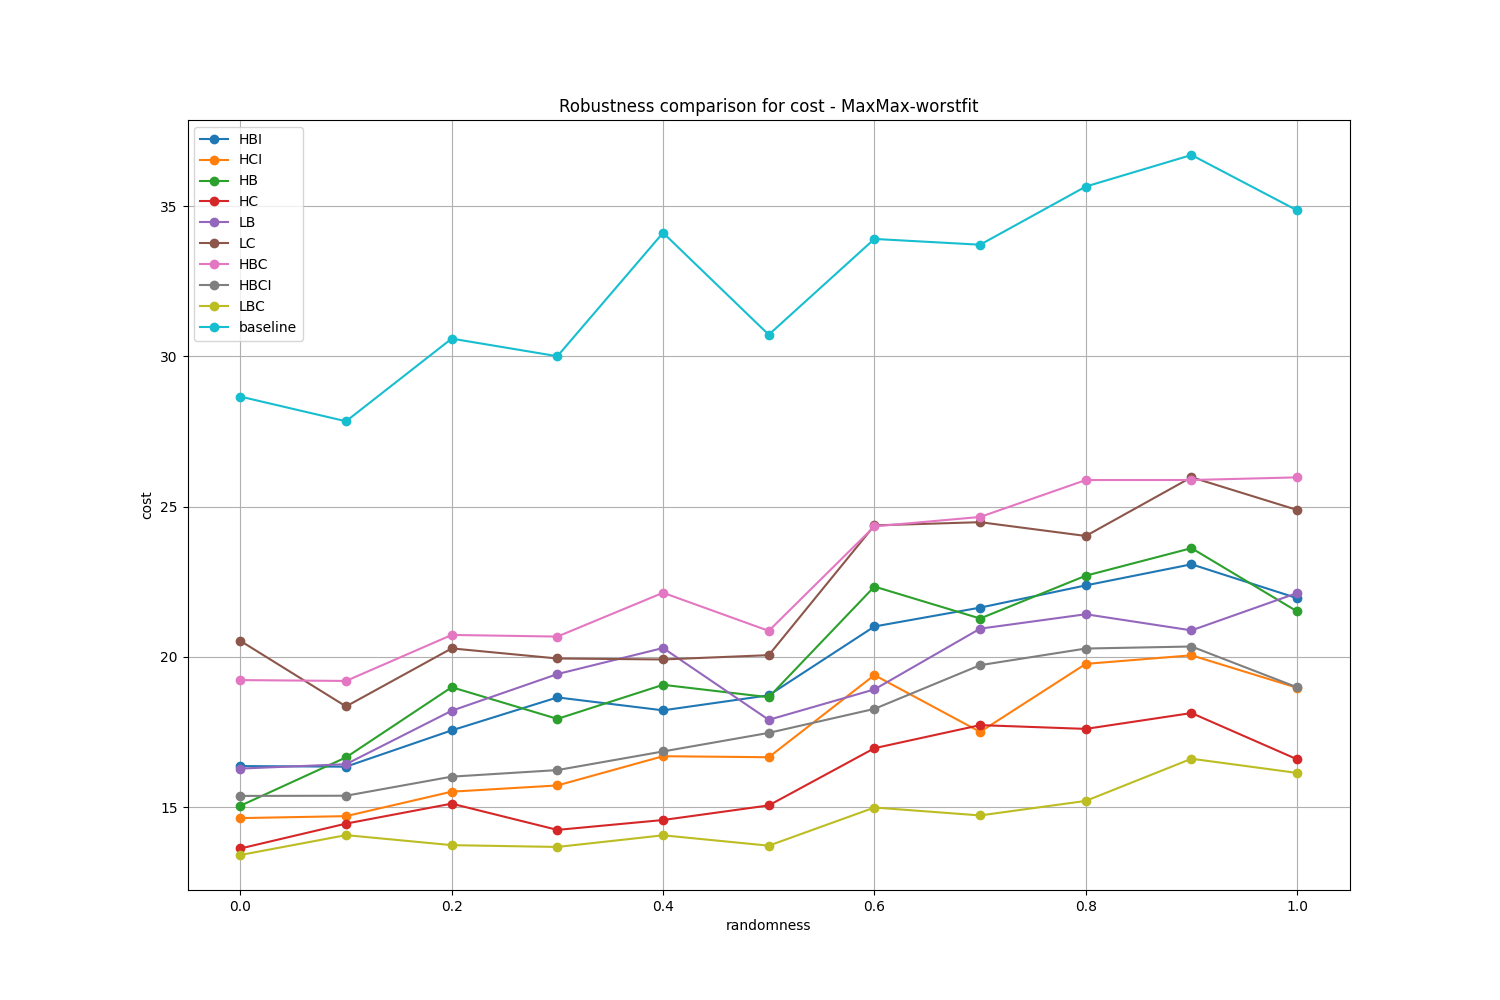 Robustness comparison for cost - MaxMax-worstfit
HBI
HCI
HB
HC
LB
LC
HBC
HBCI
LBC
baseline
35
30
25
20
15
cost
0.0 0.2 0.4 0.6 0.8 1.0
randomness